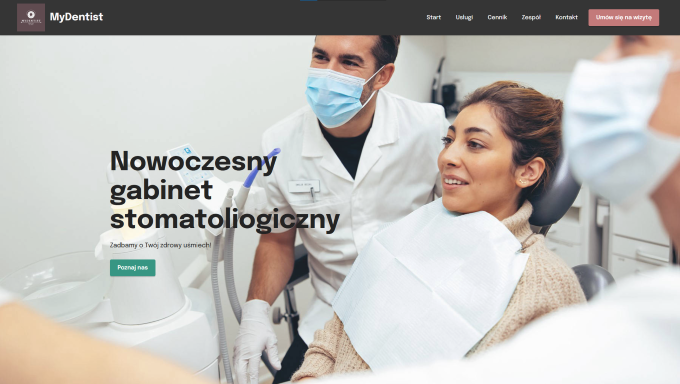 MyDentist
Start Usługi Cennik Zespół Kontakt Umów się na wizytę
Nowoczesny
gabinet
stomatoliogiczny
Zadbamy o Twój zdrowy uśmiech!
Poznaj nas